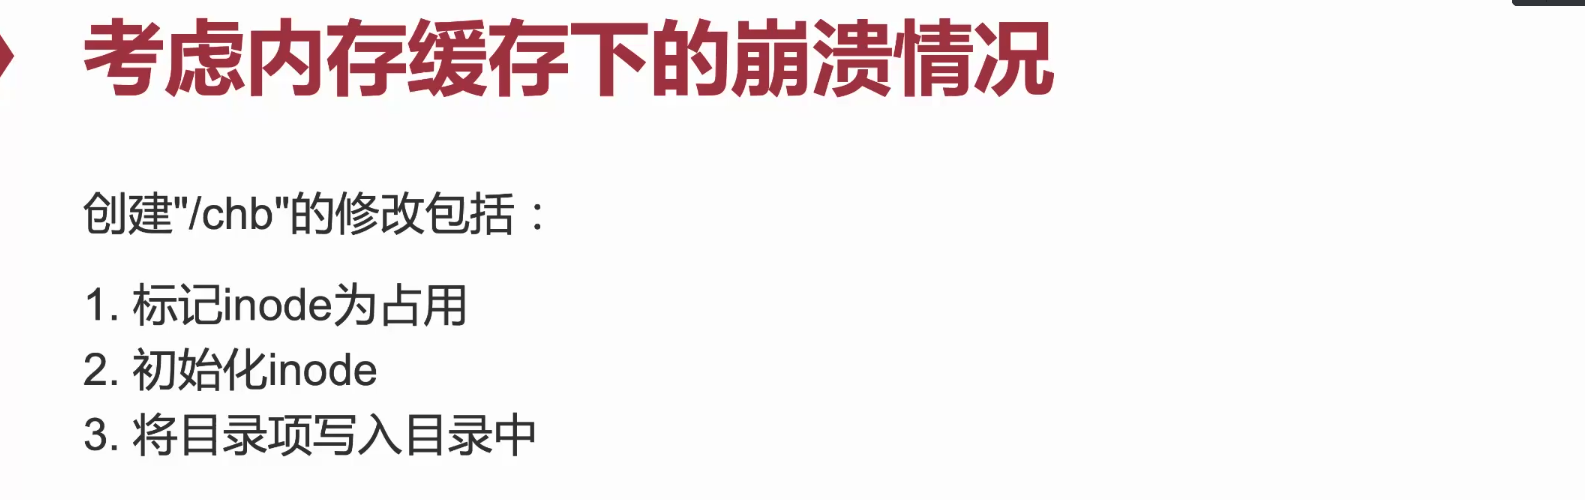 考虑内存缓存下的崩溃情况
创建"/chb"的修改包括：
1. 标记inode为占用
2. 初始化inode
3. 将目录项写入目录中